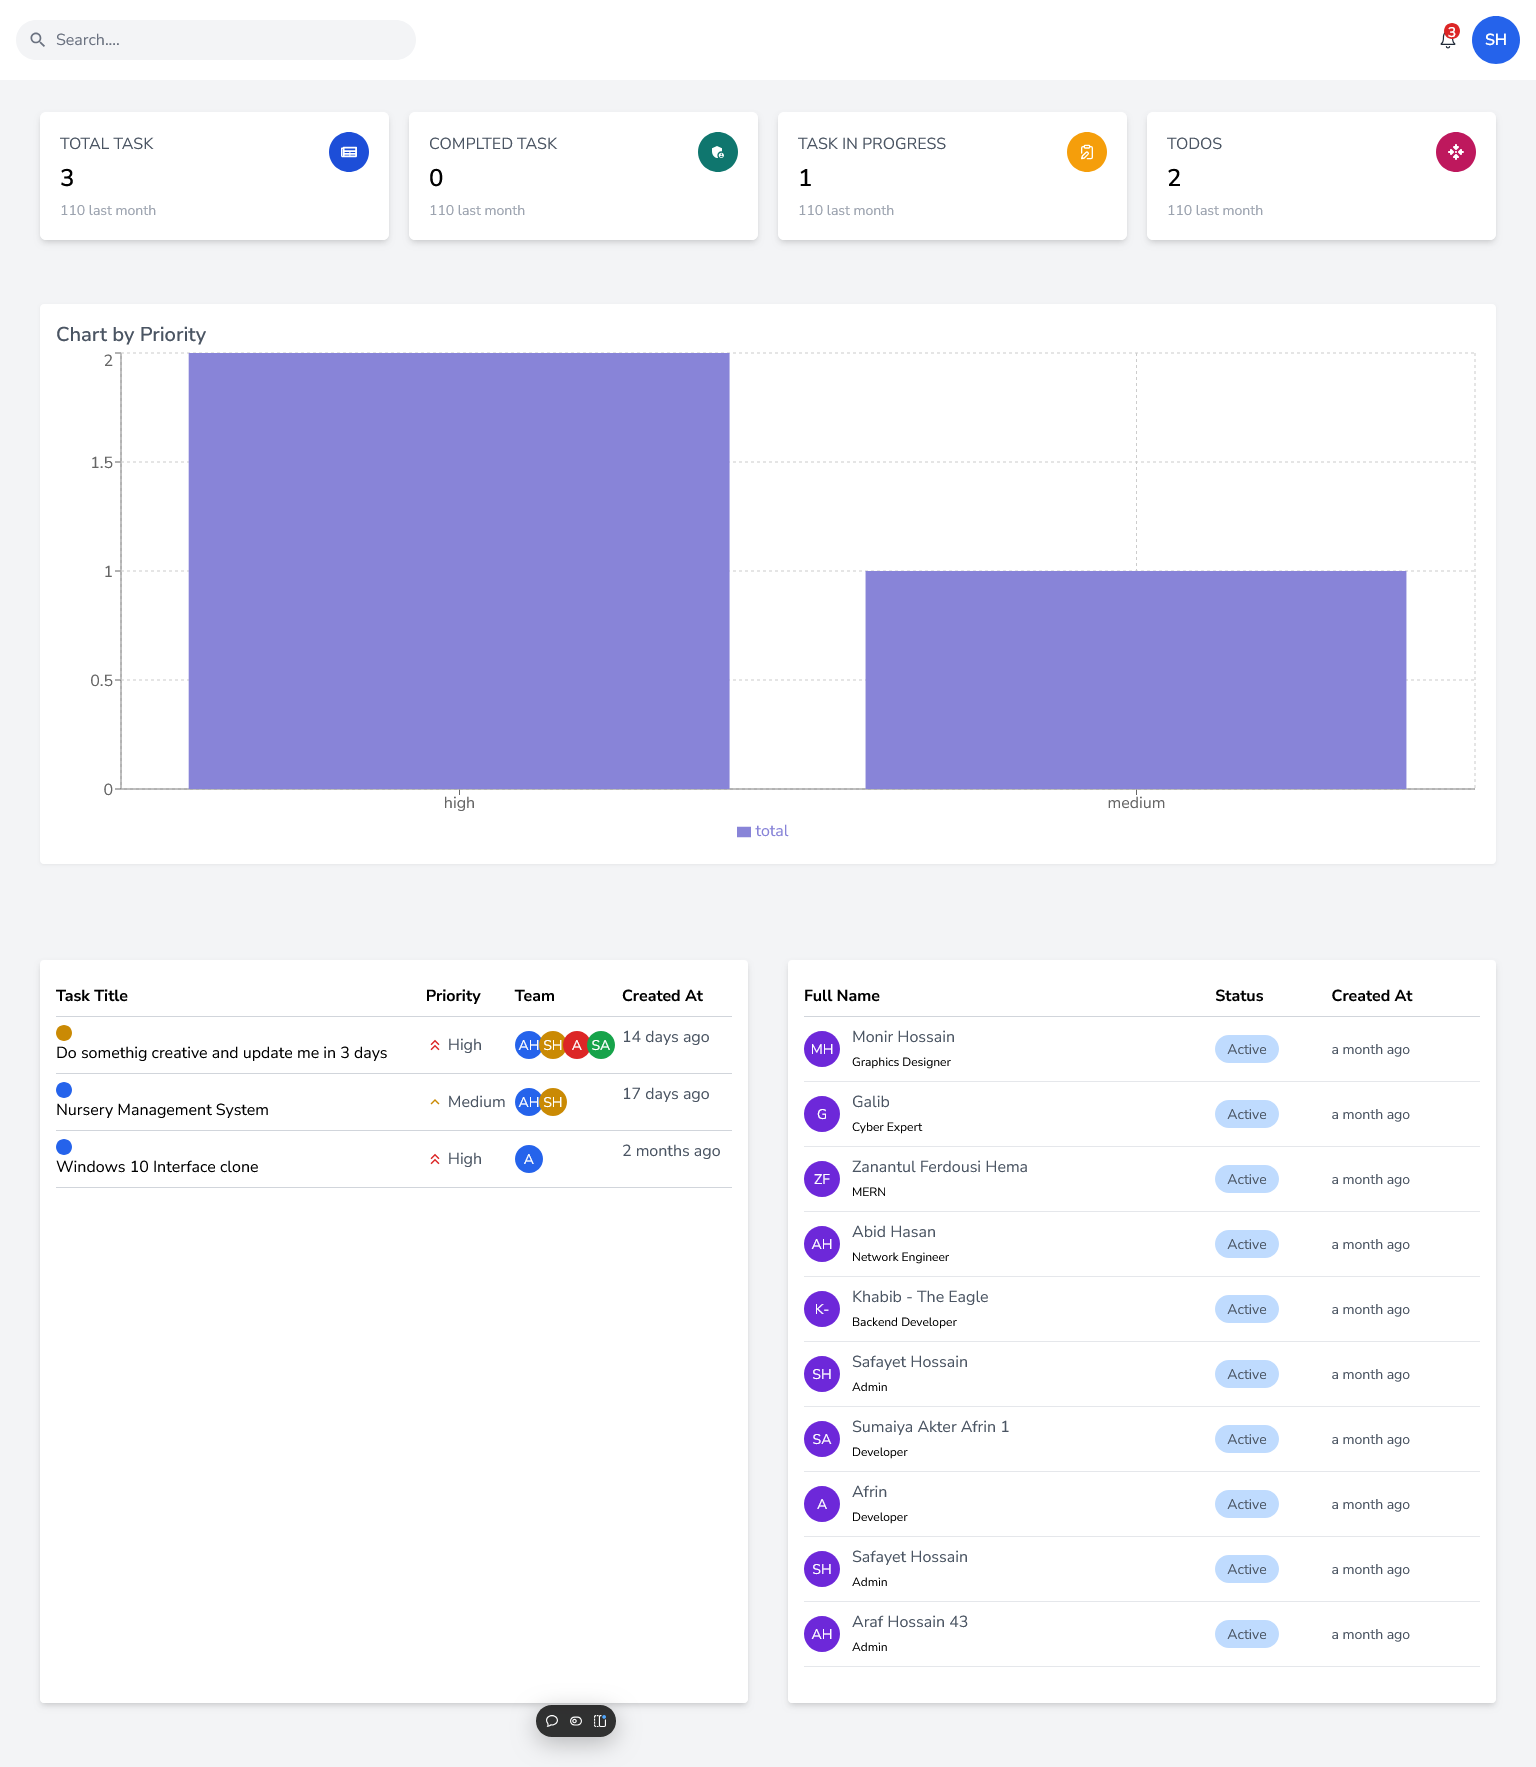 Search....
3
SH
TOTAL TASK
3
110 last month
COMPLTED TASK
0
110 last month
TASK IN PROGRESS
1
110 last month
TODOS
2
110 last month
Chart by Priority
2
1.5
1
0.5
0
high
medium
total
Task Title Priority Team Created At
Do somethig creative and update me in 3 days High AH SH A SA 14 days ago
Nursery Management System Medium AH SH 17 days ago
Windows 10 Interface clone High A 2 months ago
Full Name Status Created At
MH Monir Hossain Active a month ago
Graphics Designer
G Galib Active a month ago
Cyber Expert
ZF Zanantul Ferdousi Hema Active a month ago
MERN
AH Abid Hasan Active a month ago
Network Engineer
K- Khabib - The Eagle Active a month ago
Backend Developer
SH Safayet Hossain Active a month ago
Admin
SA Sumaiya Akter Afrin 1 Active a month ago
Developer
A Afrin Active a month ago
Developer
SH Safayet Hossain Active a month ago
Admin
AH Araf Hossain 43 Active a month ago
Admin